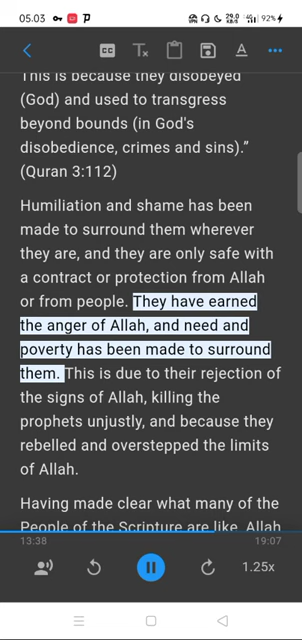 05.03
29.0
KB/S
4G
92%
CC
This is because they disobeyed
(God) and used to transgress
beyond bounds (in God's
disobedience, crimes and sins).”
(Quran 3:112)
Humiliation and shame has been
made to surround them wherever
they are, and they are only safe with
a contract or protection from Allah
or from people. They have earned
the anger of Allah, and need and
poverty has been made to surround
them. This is due to their rejection of
the signs of Allah, killing the
prophets unjustly, and because they
rebelled and overstepped the limits
of Allah.
Having made clear what many of the
People of the Scripture are like, Allah
13:38
19:07
1.25x